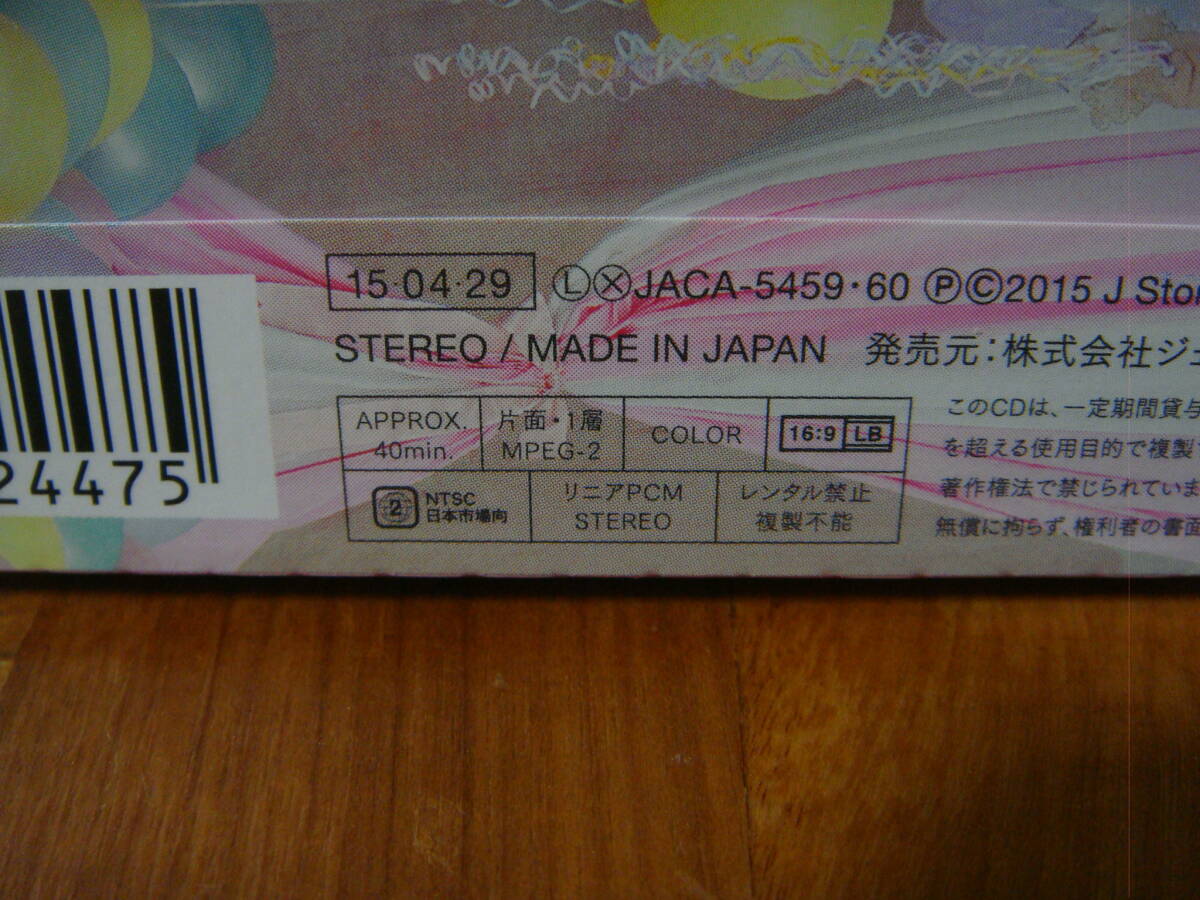 15·04·29 ⓁⓍJACA-5459・60 ⓅⒸ2015 J Sto
STEREO / MADE IN JAPAN 発売元：株式会社ジェ
24475
APPROX. 40min.
片面・1層 MPEG-2
COLOR
16:9 LB
2 NTSC 日本市場向
リニアPCM STEREO
レンタル禁止 複製不能
このCDは、一定期間貸与
を超える使用目的で複製
著作権法で禁じられていま
無償に拘らず、権利者の書面